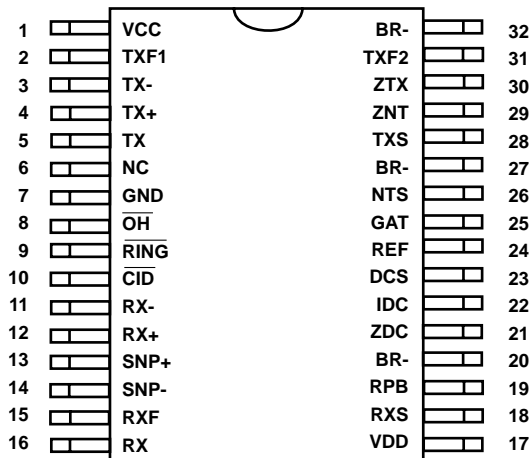 1 VCC BR- 32
2 TXF1 TXF2 31
3 TX- ZTX 30
4 TX+ ZNT 29
5 TX TXS 28
6 NC BR- 27
7 GND NTS 26
8 O̅H̅ GAT 25
9 R̅I̅N̅G̅ REF 24
10 C̅I̅D̅ DCS 23
11 RX- IDC 22
12 RX+ ZDC 21
13 SNP+ BR- 20
14 SNP- RPB 19
15 RXF RXS 18
16 RX VDD 17